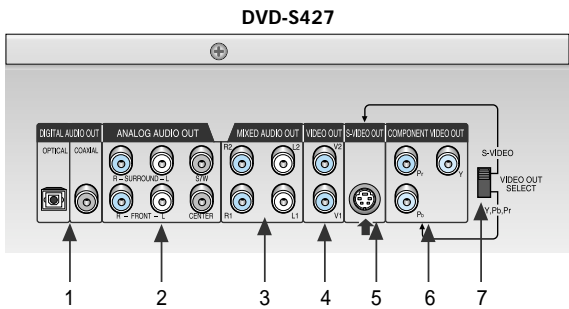 DVD-S427
DIGITAL AUDIO OUT
ANALOG AUDIO OUT
MIXED AUDIO OUT
VIDEO OUT
S-VIDEO OUT
COMPONENT VIDEO OUT
OPTICAL
COAXIAL
R2
L2
V2
S-VIDEO
R – SURROUND – L
S/W
Pr
Y
VIDEO OUT
SELECT
R – FRONT – L
CENTER
R1
L1
V1
Pb
Y,Pb,Pr
1
2
3
4
5
6
7